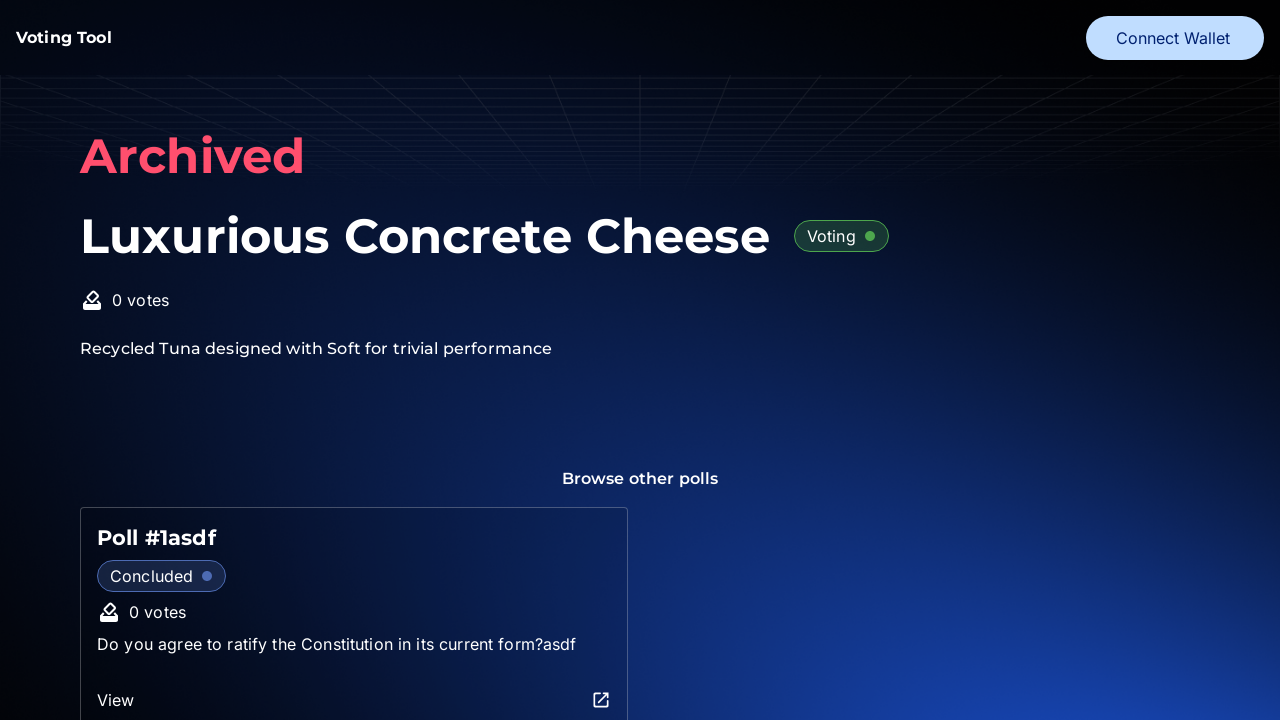 Voting Tool
Connect Wallet
Archived
Luxurious Concrete Cheese
Voting
0 votes
Recycled Tuna designed with Soft for trivial performance
Browse other polls
Poll #1asdf
Concluded
0 votes
Do you agree to ratify the Constitution in its current form?asdf
View